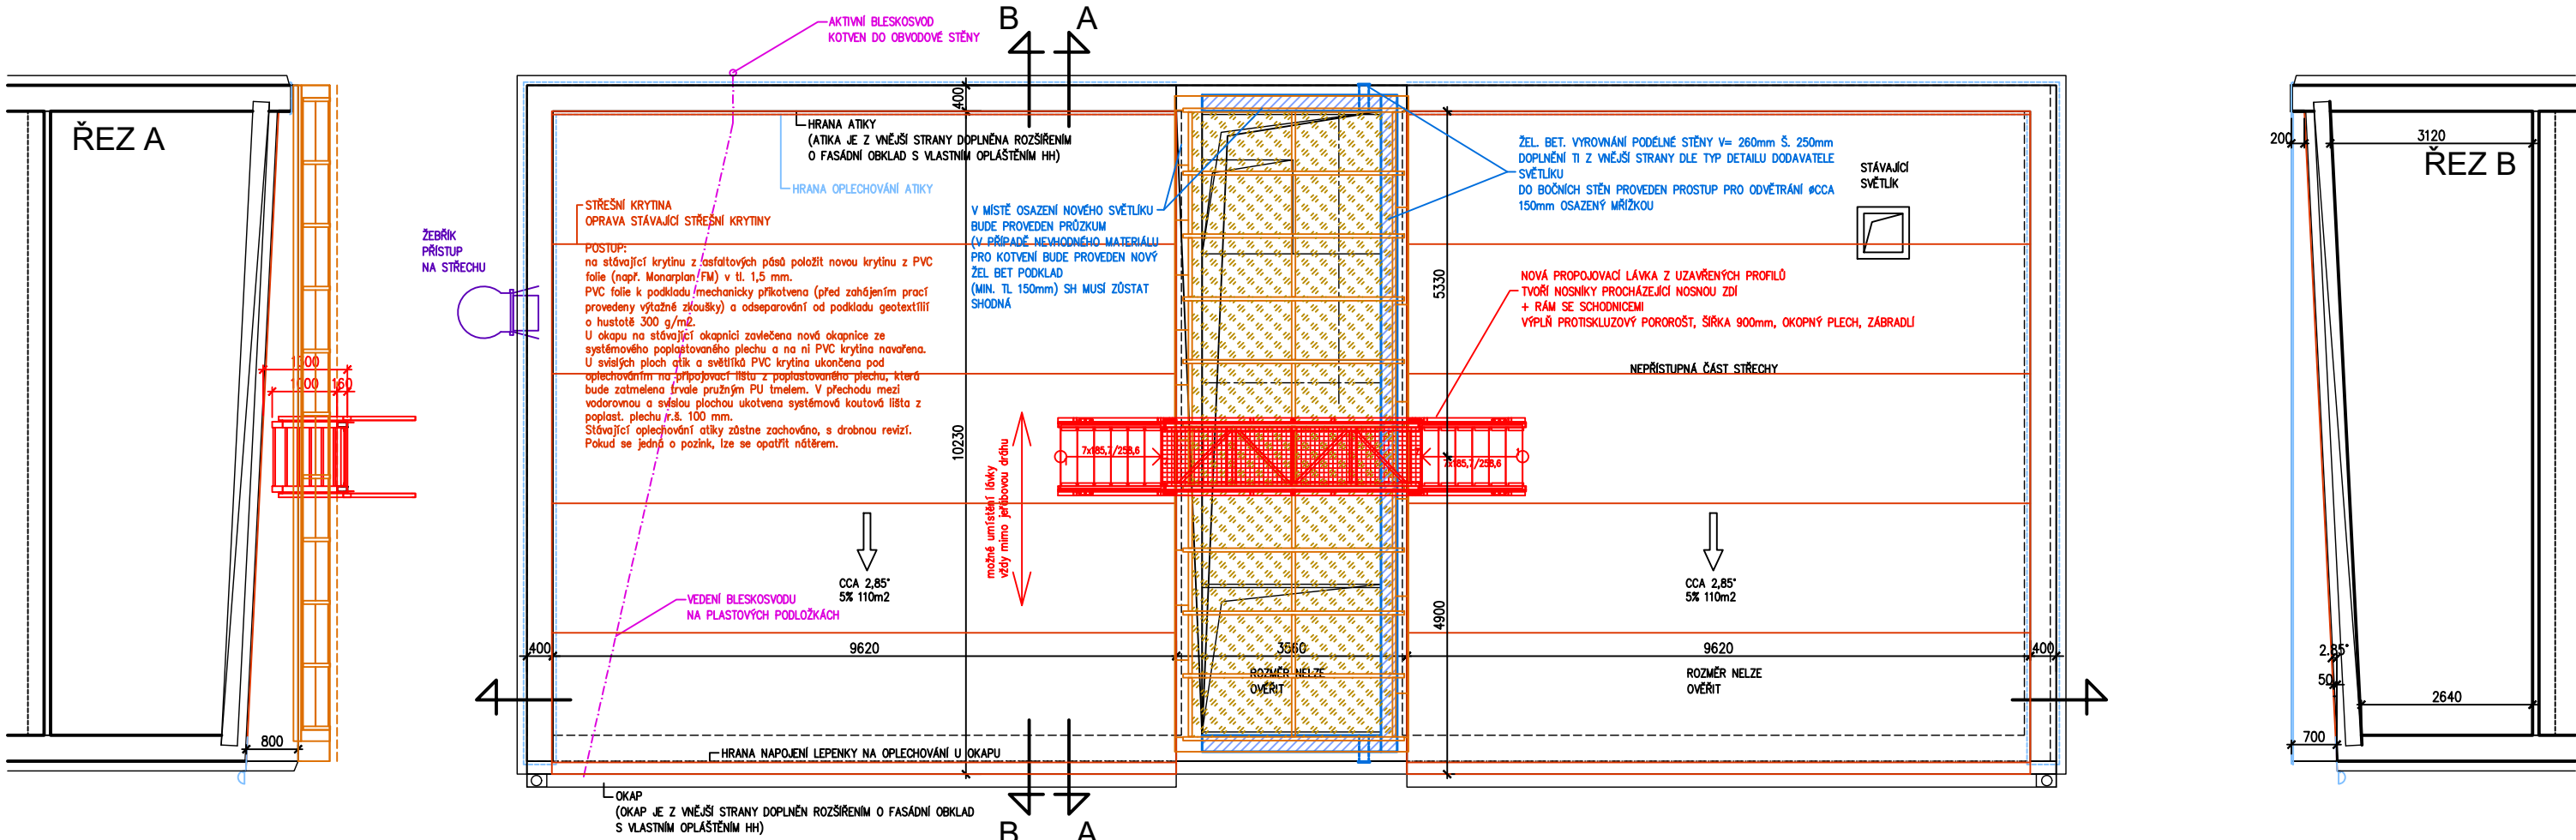 ŘEZ A
800
1300
1000
160
ŽEBŘÍK
PŘÍSTUP
NA STŘECHU
AKTIVNÍ BLESKOSVOD
KOTVEN DO OBVODOVÉ STĚNY
B
A
400
HRANA ATIKY
(ATIKA JE Z VNĚJŠÍ STRANY DOPLNĚNA ROZŠÍŘENÍM
O FASÁDNÍ OBKLAD S VLASTNÍM OPLÁŠTĚNÍM HH)
HRANA OPLECHOVÁNÍ ATIKY
STŘEŠNÍ KRYTINA
OPRAVA STÁVAJÍCÍ STŘEŠNÍ KRYTINY
POSTUP:
na stávající krytinu z asfaltových pásů položit novou krytinu z PVC
folie (např. Monarplan FM) v tl. 1,5 mm.
PVC folie k podkladu mechanicky přikotvena (před zahájením prací
provedeny výtažné zkoušky) a odseparování od podkladu geotextílií
o hustotě 300 g/m2.
U okapu na stávající okapnici zavlečena nová okapnice ze
systémového poplastovaného plechu a na ni PVC krytina navařena.
U svislých ploch atik a světlíků PVC krytina ukončena pod
oplechováním na připojovací lištu z poplastovaného plechu, která
bude zatmelena trvale pružným PU tmelem. V přechodu mezi
vodorovnou a svislou plochou ukotvena systémová koutová lišta z
poplast. plechu r.š. 100 mm.
Stávající oplechování atiky zůstne zachováno, s drobnou revizí.
Pokud se jedná o pozink, lze se opatřit nátěrem.
V MÍSTĚ OSAZENÍ NOVÉHO SVĚTLÍKU
BUDE PROVEDEN PRŮZKUM
(V PŘÍPADĚ NEVHODNÉHO MATERIÁLU
PRO KOTVENÍ BUDE PROVEDEN NOVÝ
ŽEL BET PODKLAD
(MIN. TL 150mm) SH MUSÍ ZŮSTAT
SHODNÁ
ŽEL. BET. VYROVNÁNÍ PODÉLNÉ STĚNY V= 260mm Š. 250mm
DOPLNĚNÍ TI Z VNĚJŠÍ STRANY DLE TYP DETAILU DODAVATELE
SVĚTLÍKU
DO BOČNÍCH STĚN PROVEDEN PROSTUP PRO ODVĚTRÁNÍ øCCA
150mm OSAZENÝ MŘÍŽKOU
STÁVAJÍCÍ
SVĚTLÍK
NOVÁ PROPOJOVACÍ LÁVKA Z UZAVŘENÝCH PROFILŮ
TVOŘÍ NOSNÍKY PROCHÁZEJÍCÍ NOSNOU ZDÍ
+ RÁM SE SCHODNICEMI
VÝPLŇ PROTISKLUZOVÝ POROROŠT, ŠÍŘKA 900mm, OKOPNÝ PLECH, ZÁBRADLÍ
NEPŘÍSTUPNÁ ČÁST STŘECHY
5330
10230
4900
možné umístění lávky
vždy mimo jeřábovou dráhu
7x185,7/258,6
7x185,7/258,6
1
CCA 2,85°
5% 110m2
CCA 2,85°
5% 110m2
VEDENÍ BLESKOSVODU
NA PLASTOVÝCH PODLOŽKÁCH
400
9620
3560
9620
400
ROZMĚR NELZE
OVĚŘIT
ROZMĚR NELZE
OVĚŘIT
HRANA NAPOJENÍ LEPENKY NA OPLECHOVÁNÍ U OKAPU
OKAP
(OKAP JE Z VNĚJŠÍ STRANY DOPLNĚN ROZŠÍŘENÍM O FASÁDNÍ OBKLAD
S VLASTNÍM OPLÁŠTĚNÍM HH)
B
A
200
3120
ŘEZ B
2.85°
50
2640
700